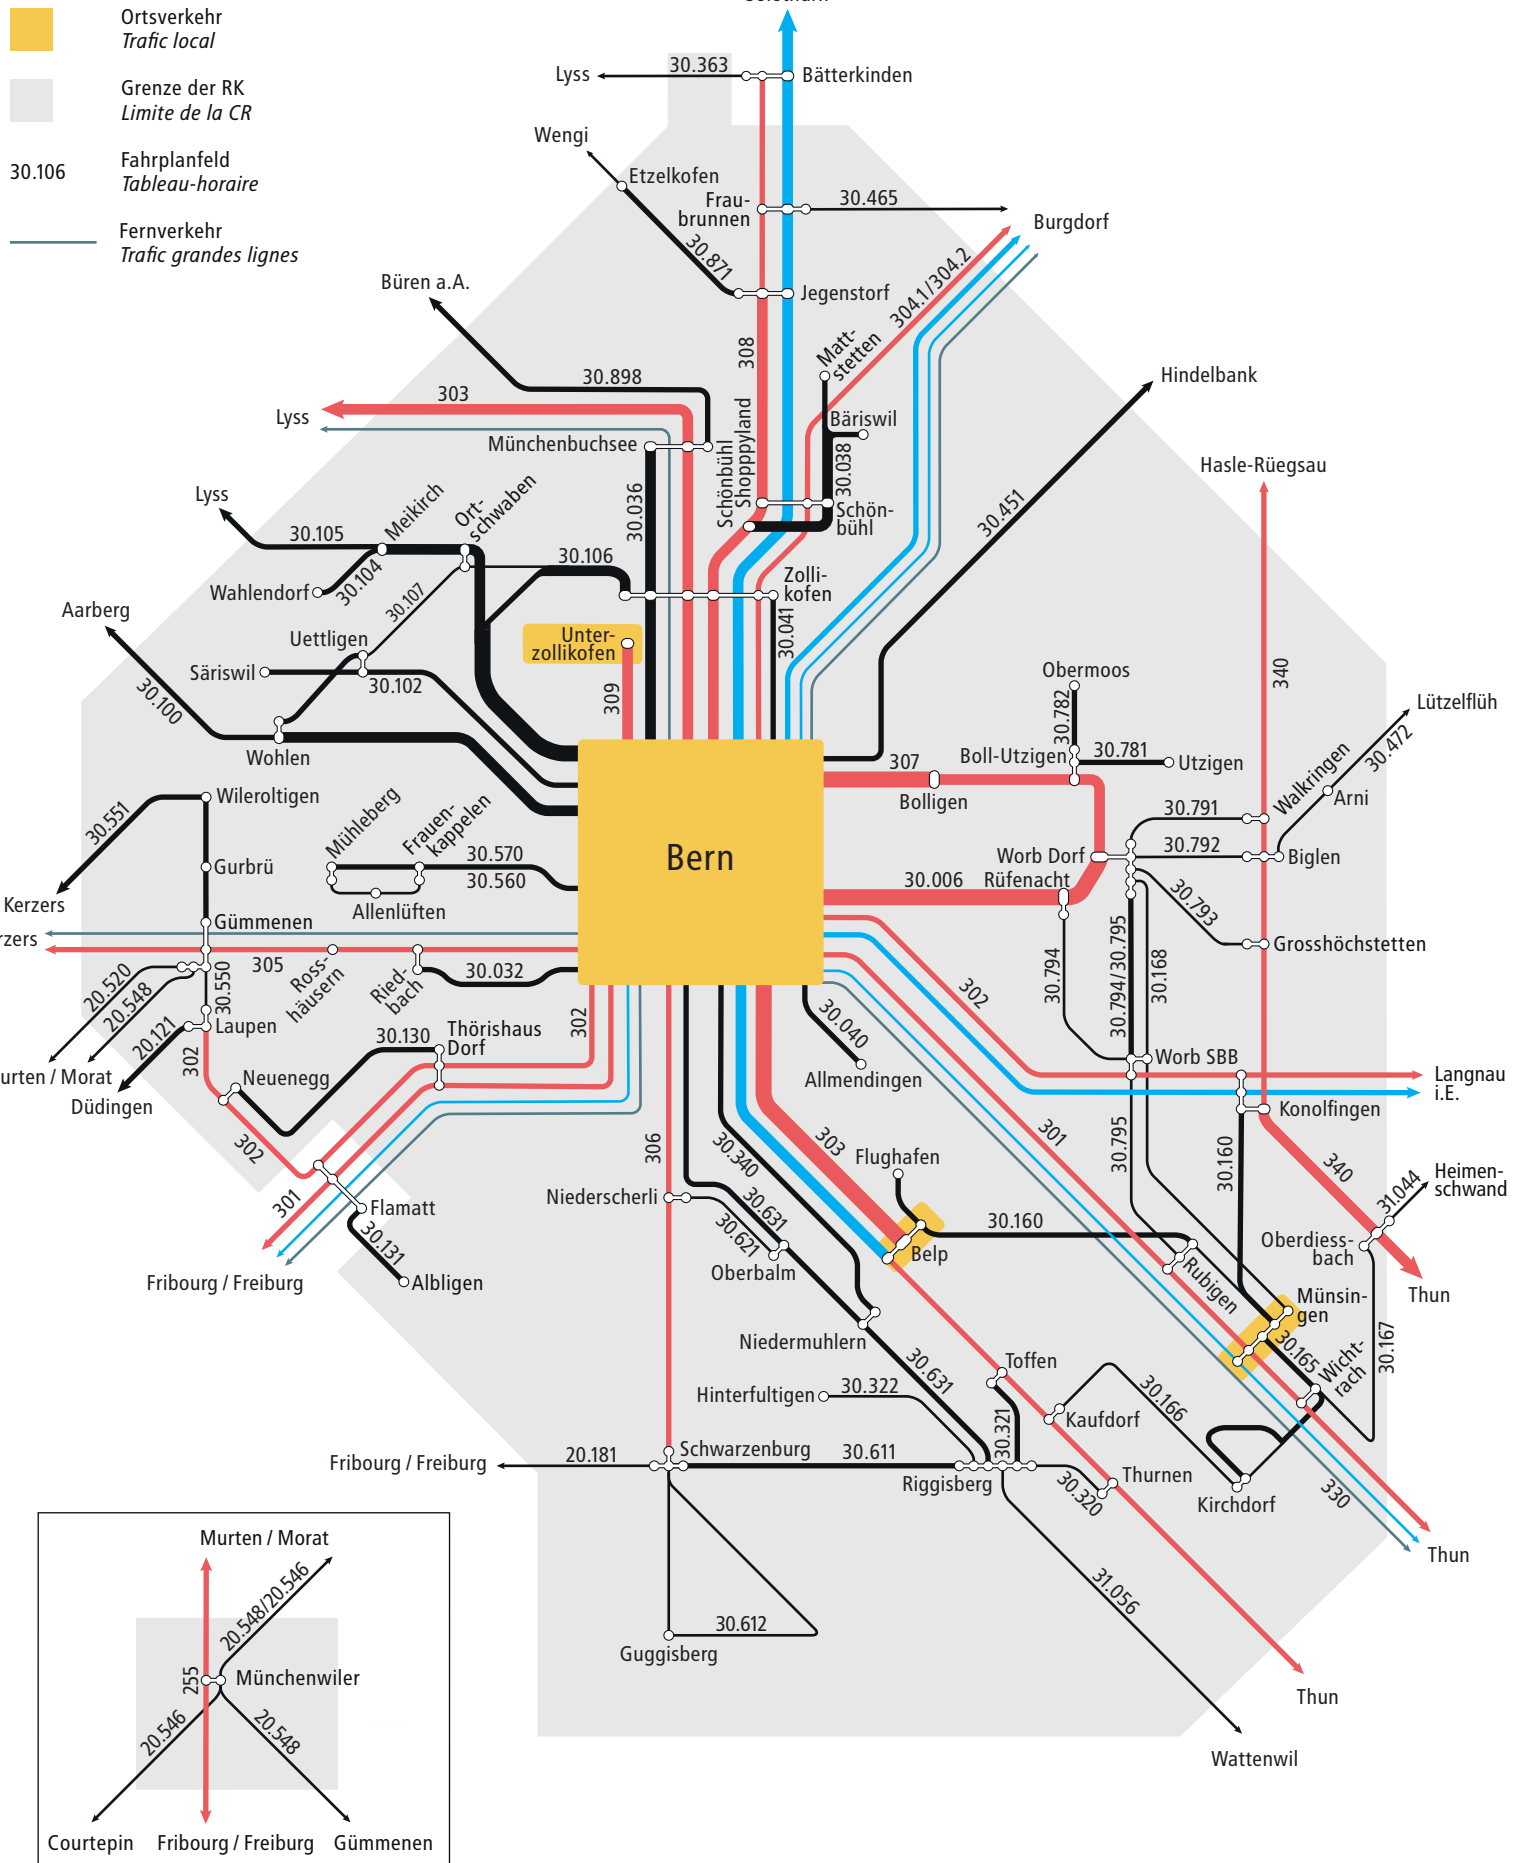 Ortsverkehr
Trafic local
Grenze der RK
Limite de la CR
30.106
Fahrplanfeld
Tableau-horaire
Fernverkehr
Trafic grandes lignes
Lyss
30.363
Bätterkinden
Wengi
Etzelkofen
Frau-
brunnen
30.465
Burgdorf
30.871
Jegenstorf
304.1/304.2
Büren a.A.
30.898
308
Matt-
stetten
Hindelbank
303
Lyss
Münchenbuchsee
Bäriswil
30.038
Schönbühl
Shopppyland
Schön-
bühl
Hasle-Rüegsau
Lyss
30.105
Meikirch
Ort-
schwaben
30.036
30.451
30.106
Wahlendorf
30.104
30.107
Zolli-
kofen
30.041
Aarberg
Uettligen
Unter-
zollikofen
Säriswil
30.102
30.100
309
340
Wohlen
Obermoos
30.782
Lützelflüh
30.472
Boll-Utzigen
30.781
Utzigen
307
Bolligen
Walkringen
Arni
Wileroltigen
30.551
Mühleberg
Frauen-
kappelen
30.791
30.570
30.560
Bern
Worb Dorf
30.792
Biglen
Gurbrü
30.006
Rüfenacht
Allenlüften
30.793
Kerzers
Gümmenen
rzers
305
Ross-
häusern
Ried-
bach
30.032
Grosshöchstetten
30.794
30.794/30.795
30.168
302
20.520
20.548
30.550
20.121
Laupen
302
302
30.130
Thörishaus
Dorf
30.040
Allmendingen
Worb SBB
urten / Morat
Düdingen
Neuenegg
Langnau
i.E.
Konolfingen
302
306
30.340
303
301
30.795
30.160
340
Flughafen
31.044
Heimen-
schwand
301
Flamatt
Niederscherli
30.631
30.621
30.160
30.131
Oberbalm
Belp
Rubigen
Oberdiess-
bach
Fribourg / Freiburg
Albligen
Münsin-
gen
Thun
Niedermuhlern
30.165
30.167
Toffen
Wicht-
rach
30.631
Hinterfultigen
30.322
30.321
Kaufdorf
30.166
Schwarzenburg
Fribourg / Freiburg
20.181
30.611
Riggisberg
30.320
Thurnen
Kirchdorf
330
Thun
31.056
30.612
Guggisberg
Thun
Wattenwil
Murten / Morat
20.548/20.546
255
Münchenwiler
20.546
20.548
Courtepin
Fribourg / Freiburg
Gümmenen